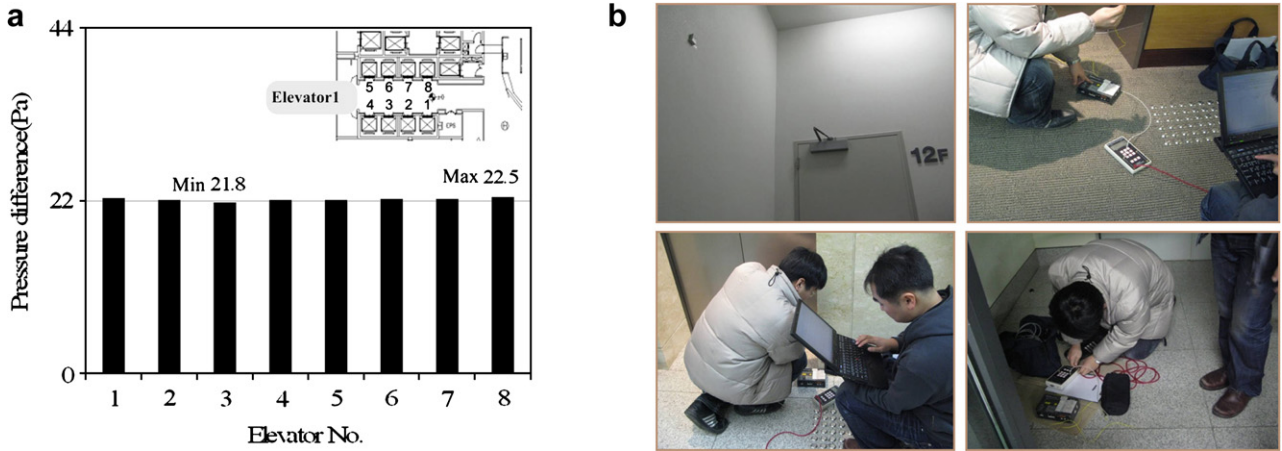 a
44
22
0
Pressure difference(Pa)
Min 21.8
Max 22.5
Elevator1
5 6 7 8
4 3 2 1
CPS
1 2 3 4 5 6 7 8
Elevator No.
b
12F